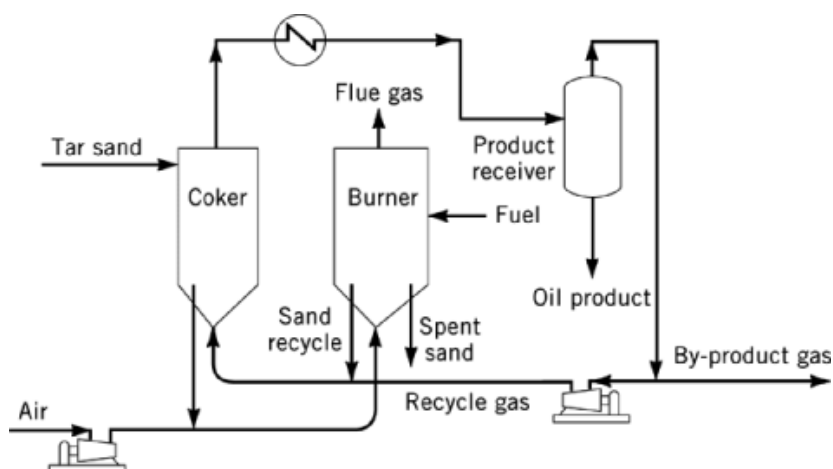 Flue gas
Tar sand
Product
receiver
Coker
Burner
Fuel
Oil product
Sand
recycle
Spent
sand
By-product gas
Recycle gas
Air